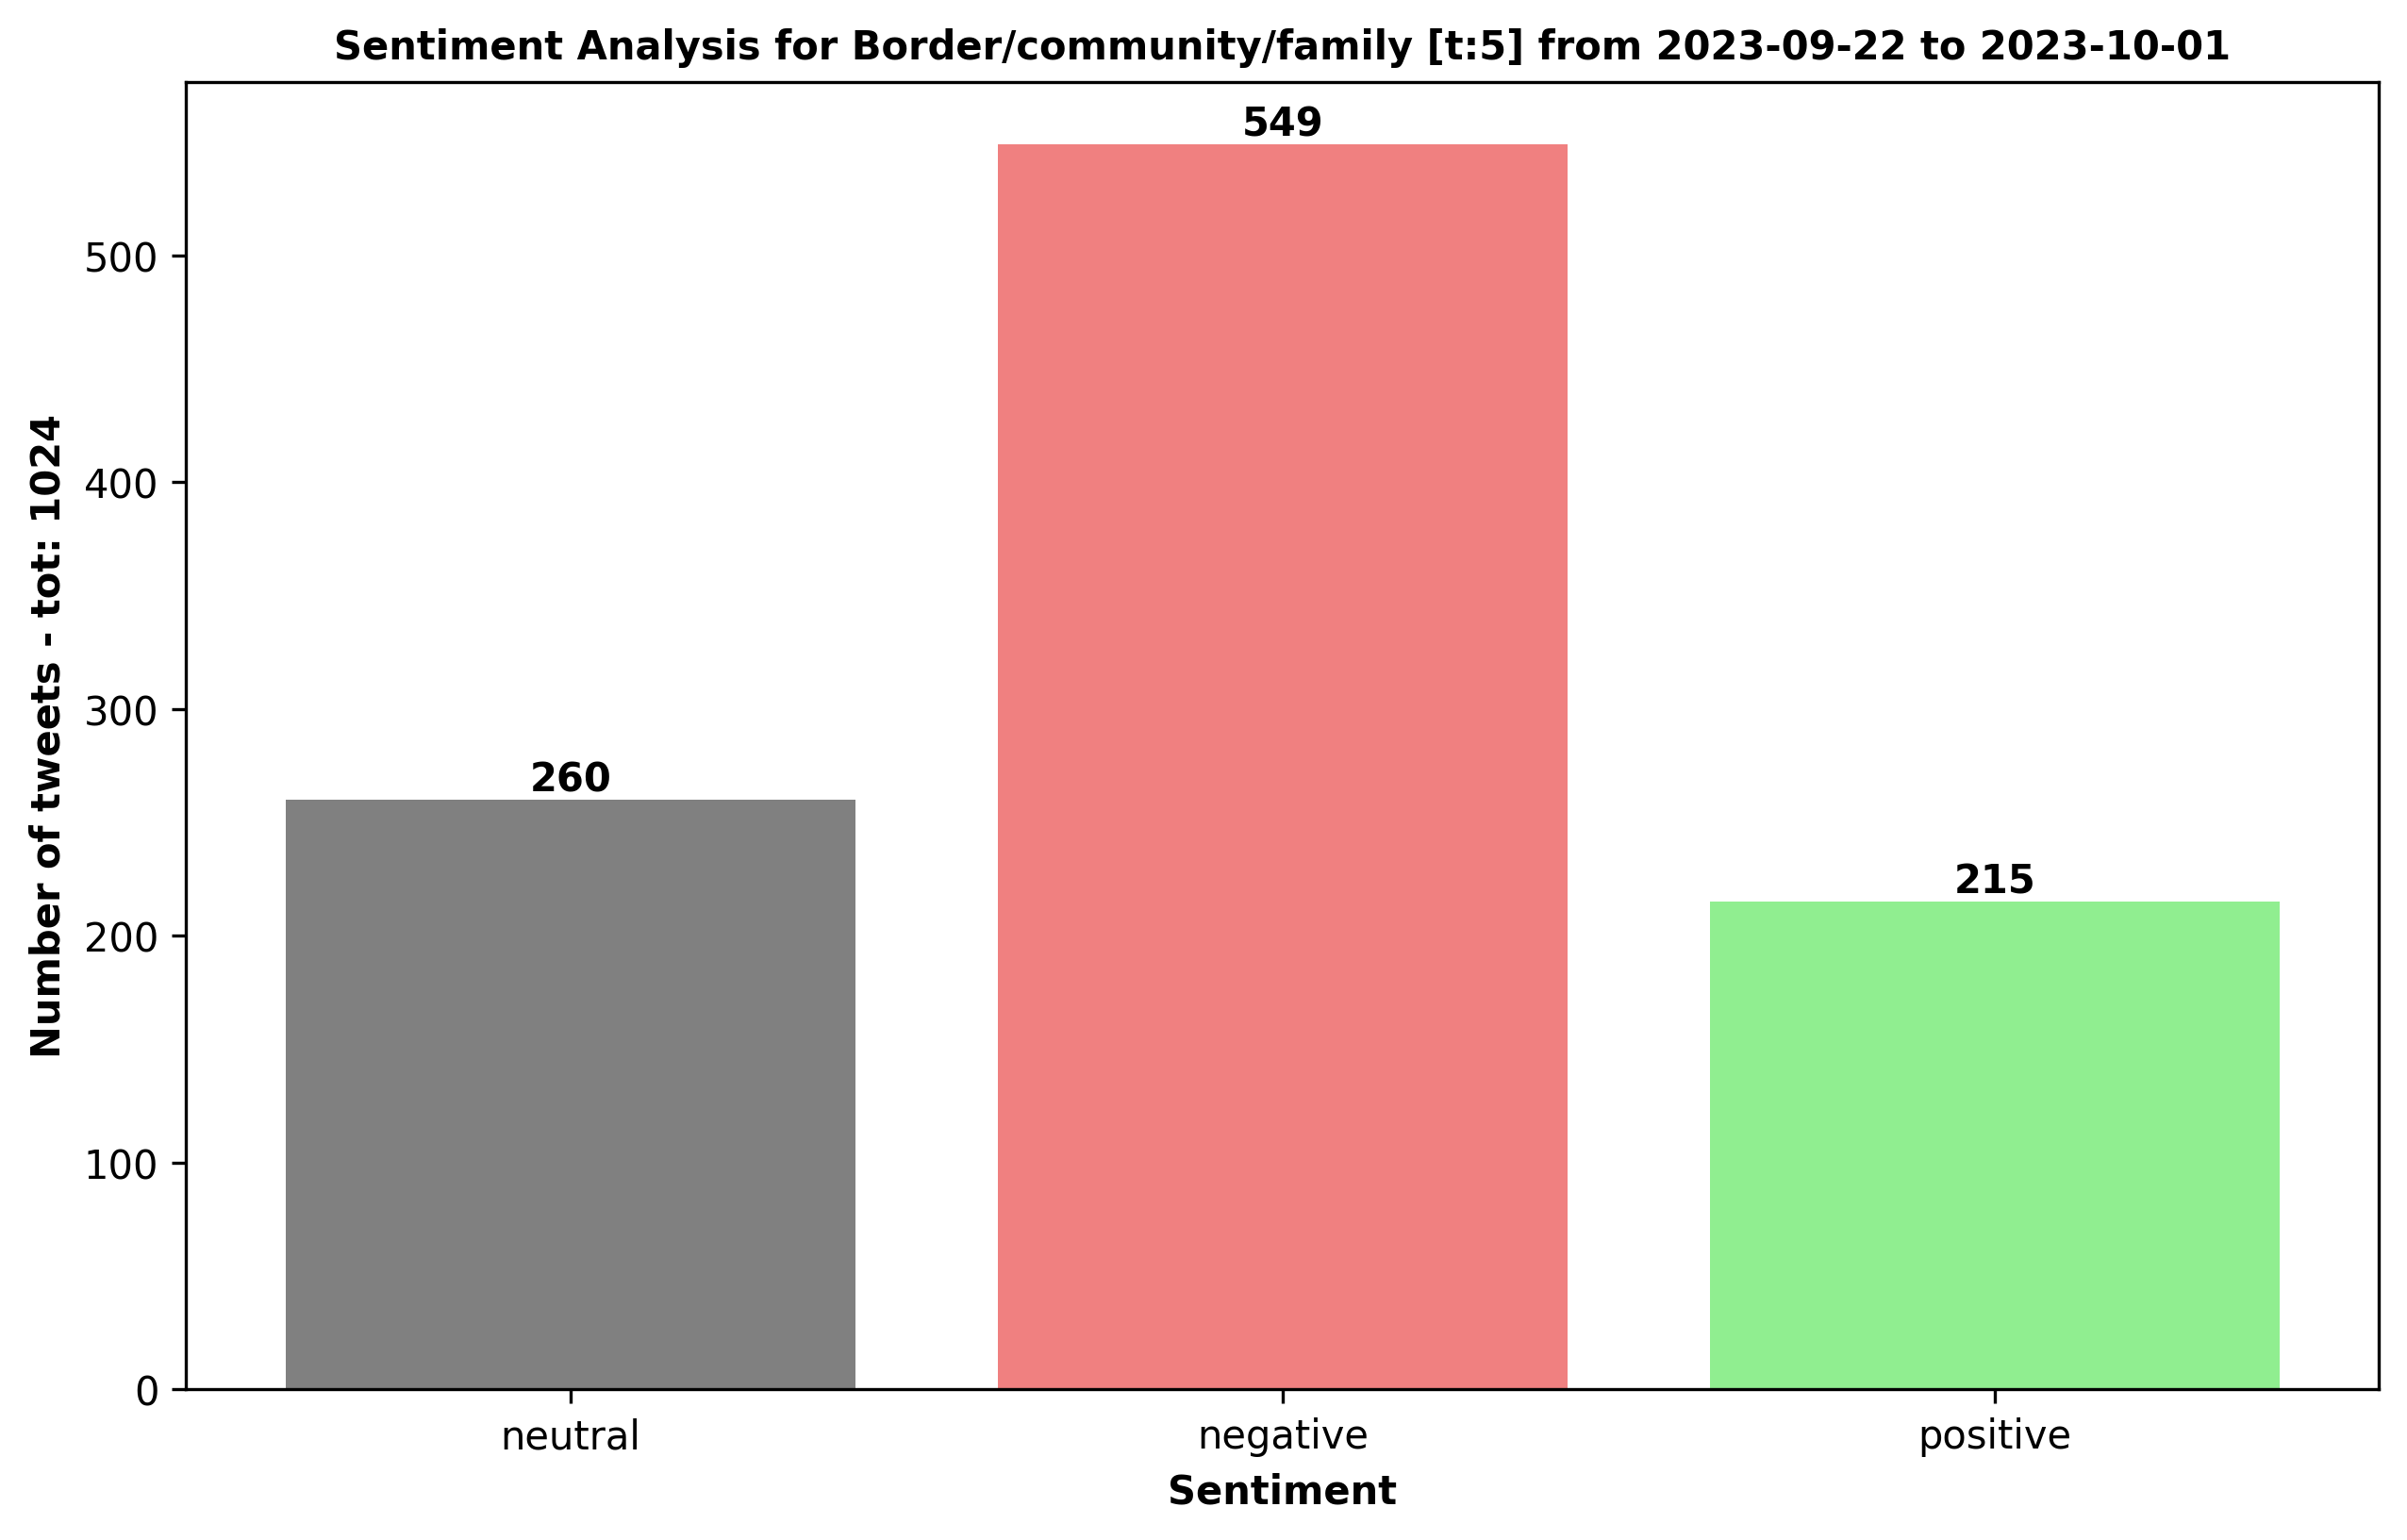 Sentiment Analysis for Border/community/family [t:5] from 2023-09-22 to 2023-10-01
Number of tweets - tot: 1024
500
400
300
200
100
0
549
260
215
neutral
negative
positive
Sentiment